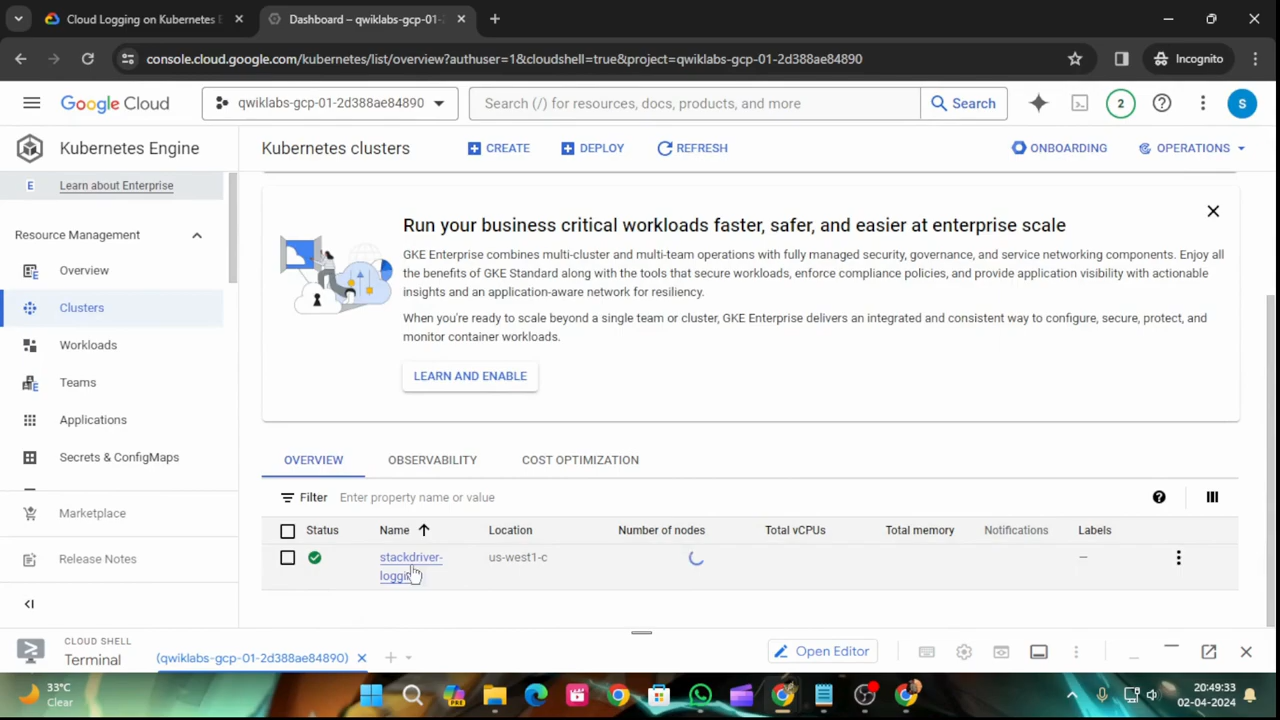 Cloud Logging on Kubernetes E
Dashboard – qwiklabs-gcp-01-
console.cloud.google.com/kubernetes/list/overview?authuser=1&cloudshell=true&project=qwiklabs-gcp-01-2d388ae84890
Incognito
Google Cloud
qwiklabs-gcp-01-2d388ae84890
Search (/) for resources, docs, products, and more
Search
2
S
Kubernetes Engine
Kubernetes clusters
CREATE
DEPLOY
REFRESH
ONBOARDING
OPERATIONS
E
Learn about Enterprise
Resource Management
Overview
Clusters
Workloads
Teams
Applications
Secrets & ConfigMaps
Marketplace
Release Notes
Run your business critical workloads faster, safer, and easier at enterprise scale
GKE Enterprise combines multi-cluster and multi-team operations with fully managed security, governance, and service networking components. Enjoy all
the benefits of GKE Standard along with the tools that secure workloads, enforce compliance policies, and provide application visibility with actionable
insights and an application-aware network for resiliency.
When you're ready to scale beyond a single team or cluster, GKE Enterprise delivers an integrated and consistent way to configure, secure, protect, and
monitor container workloads.
LEARN AND ENABLE
OVERVIEW
OBSERVABILITY
COST OPTIMIZATION
Filter
Enter property name or value
Status
Name
Location
Number of nodes
Total vCPUs
Total memory
Notifications
Labels
stackdriver-
us-west1-c
–
CLOUD SHELL
Terminal
(qwiklabs-gcp-01-2d388ae84890)
Open Editor
33°C
Clear
PRE
20:49:33
02-04-2024